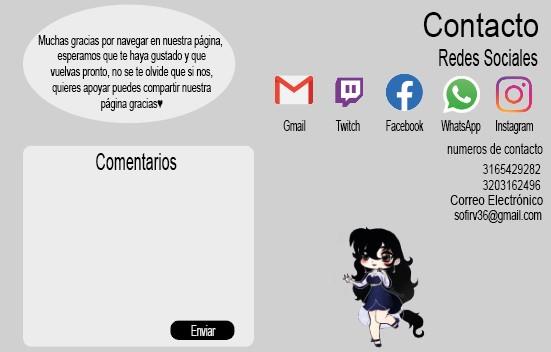 Muchas gracias por navegar en nuestra página,
esperamos que te haya gustado y que
vuelvas pronto, no se te olvide que si nos,
quieres apoyar puedes compartir nuestra
página gracias♥
Contacto
Redes Sociales
Gmail
Twitch
Facebook
WhatsApp
Instagram
numeros de contacto
3165429282
3203162496
Correo Electrónico
sofirv36@gmail.com
Comentarios
Enviar